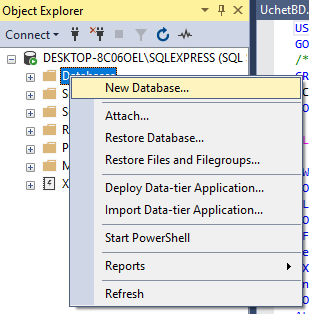 Object Explorer
UchetBD.
Connect
US
GO
/*
DESKTOP-8C06OEL\SQLEXPRESS (SQL S
Databases
New Database...
Attach...
Restore Database...
Restore Files and Filegroups...
Deploy Data-tier Application...
Import Data-tier Application...
Start PowerShell
Reports
Refresh